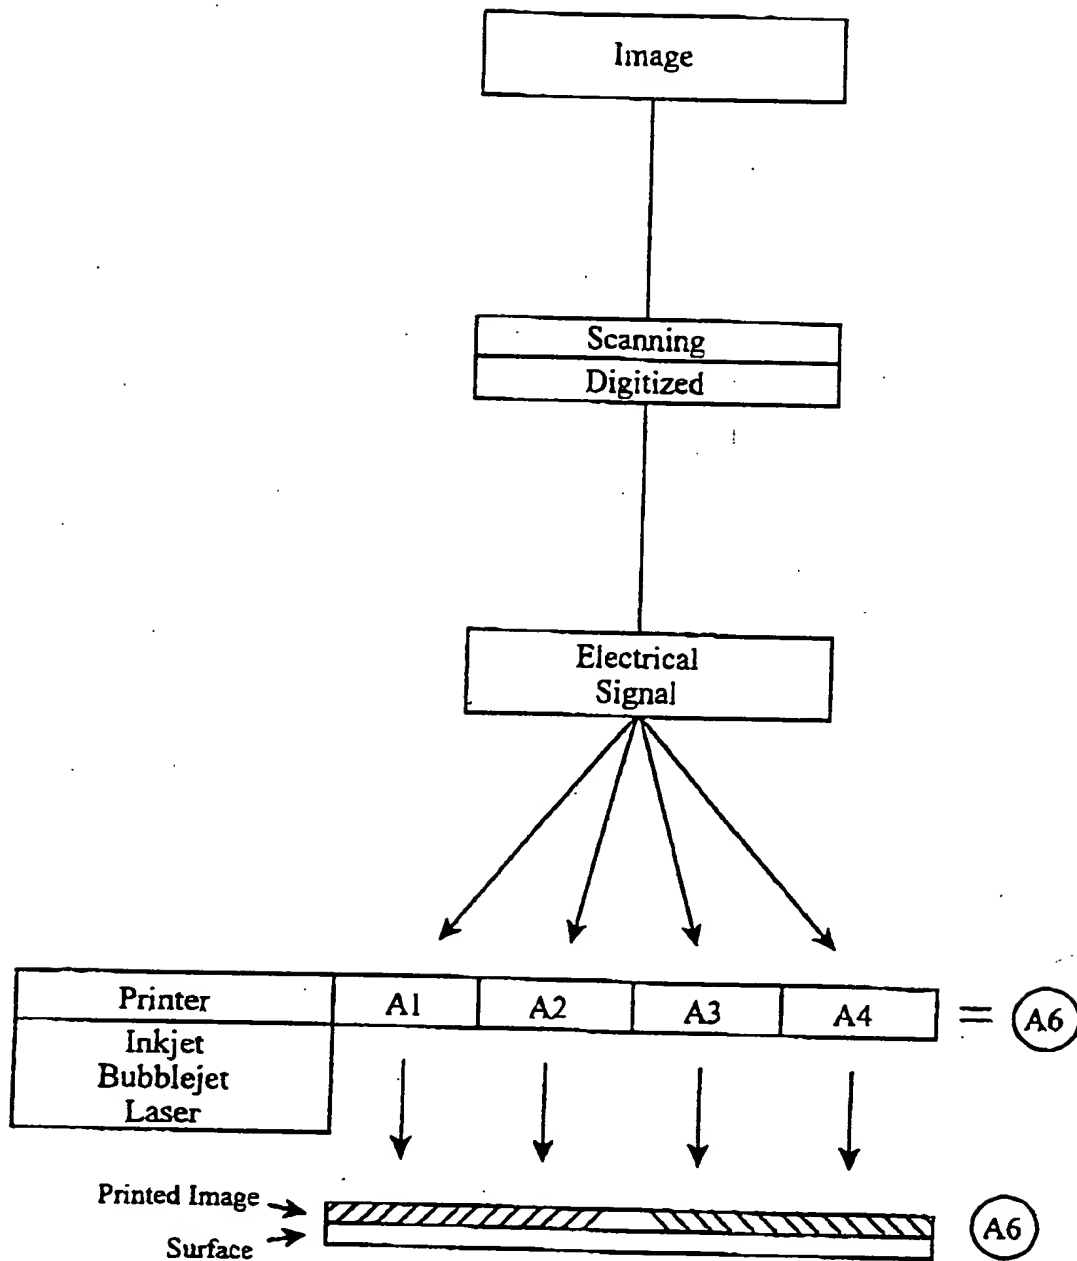 Image
Scanning
Digitized
Electrical
Signal
Printer A1 A2 A3 A4 = A6
Inkjet
Bubblejet
Laser
Printed Image
A6
Surface